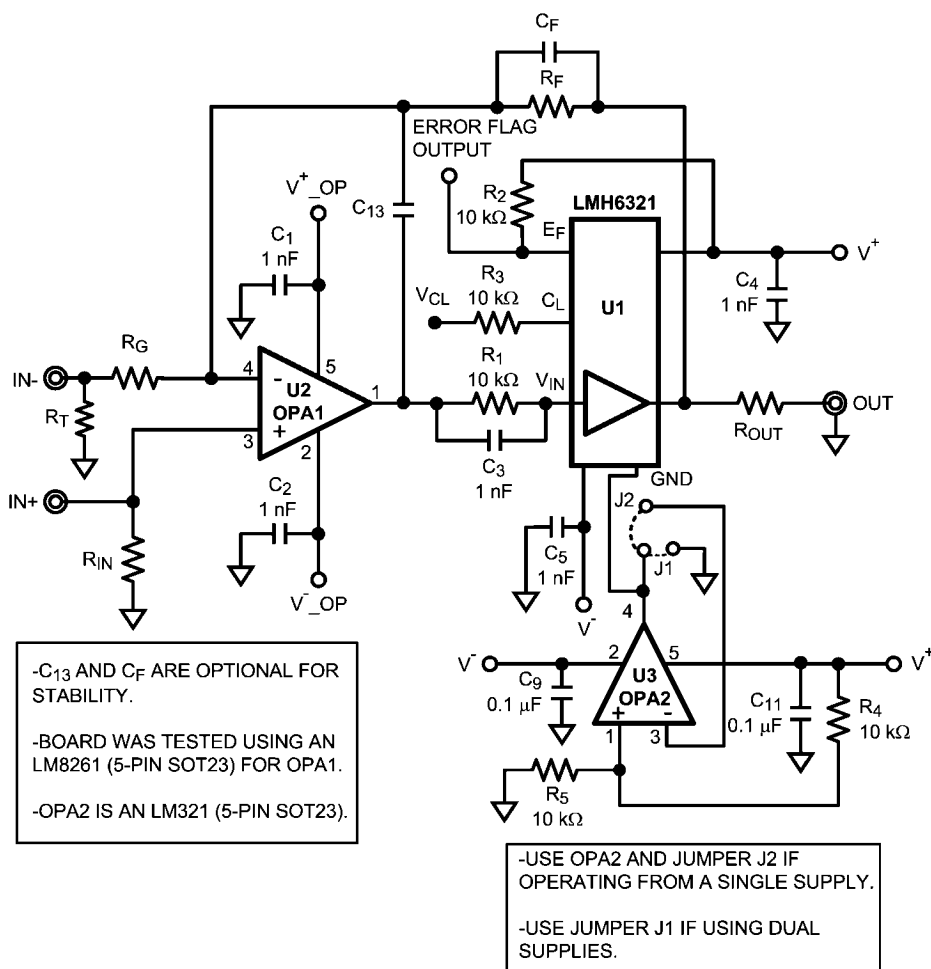 CF
RF
ERROR FLAG
OUTPUT
V+_OP
R2
10 kΩ
LMH6321
C13
EF
C1
1 nF
V+
R3
10 kΩ
C4
1 nF
VCL
CL
U1
RG
R1
10 kΩ
VIN
IN-
4
-
5
U2
OPA1
1
OUT
RT
+
3
2
ROUT
C3
1 nF
GND
IN+
C2
1 nF
J2
RIN
C5
1 nF
J1
V-_OP
V-
4
V-
2
5
V+
U3
OPA2
C9
0.1 µF
C11
0.1 µF
R4
10 kΩ
+
-
1
3
R5
10 kΩ
-C13 AND CF ARE OPTIONAL FOR
STABILITY.
-BOARD WAS TESTED USING AN
LM8261 (5-PIN SOT23) FOR OPA1.
-OPA2 IS AN LM321 (5-PIN SOT23).
-USE OPA2 AND JUMPER J2 IF
OPERATING FROM A SINGLE SUPPLY.
-USE JUMPER J1 IF USING DUAL
SUPPLIES.